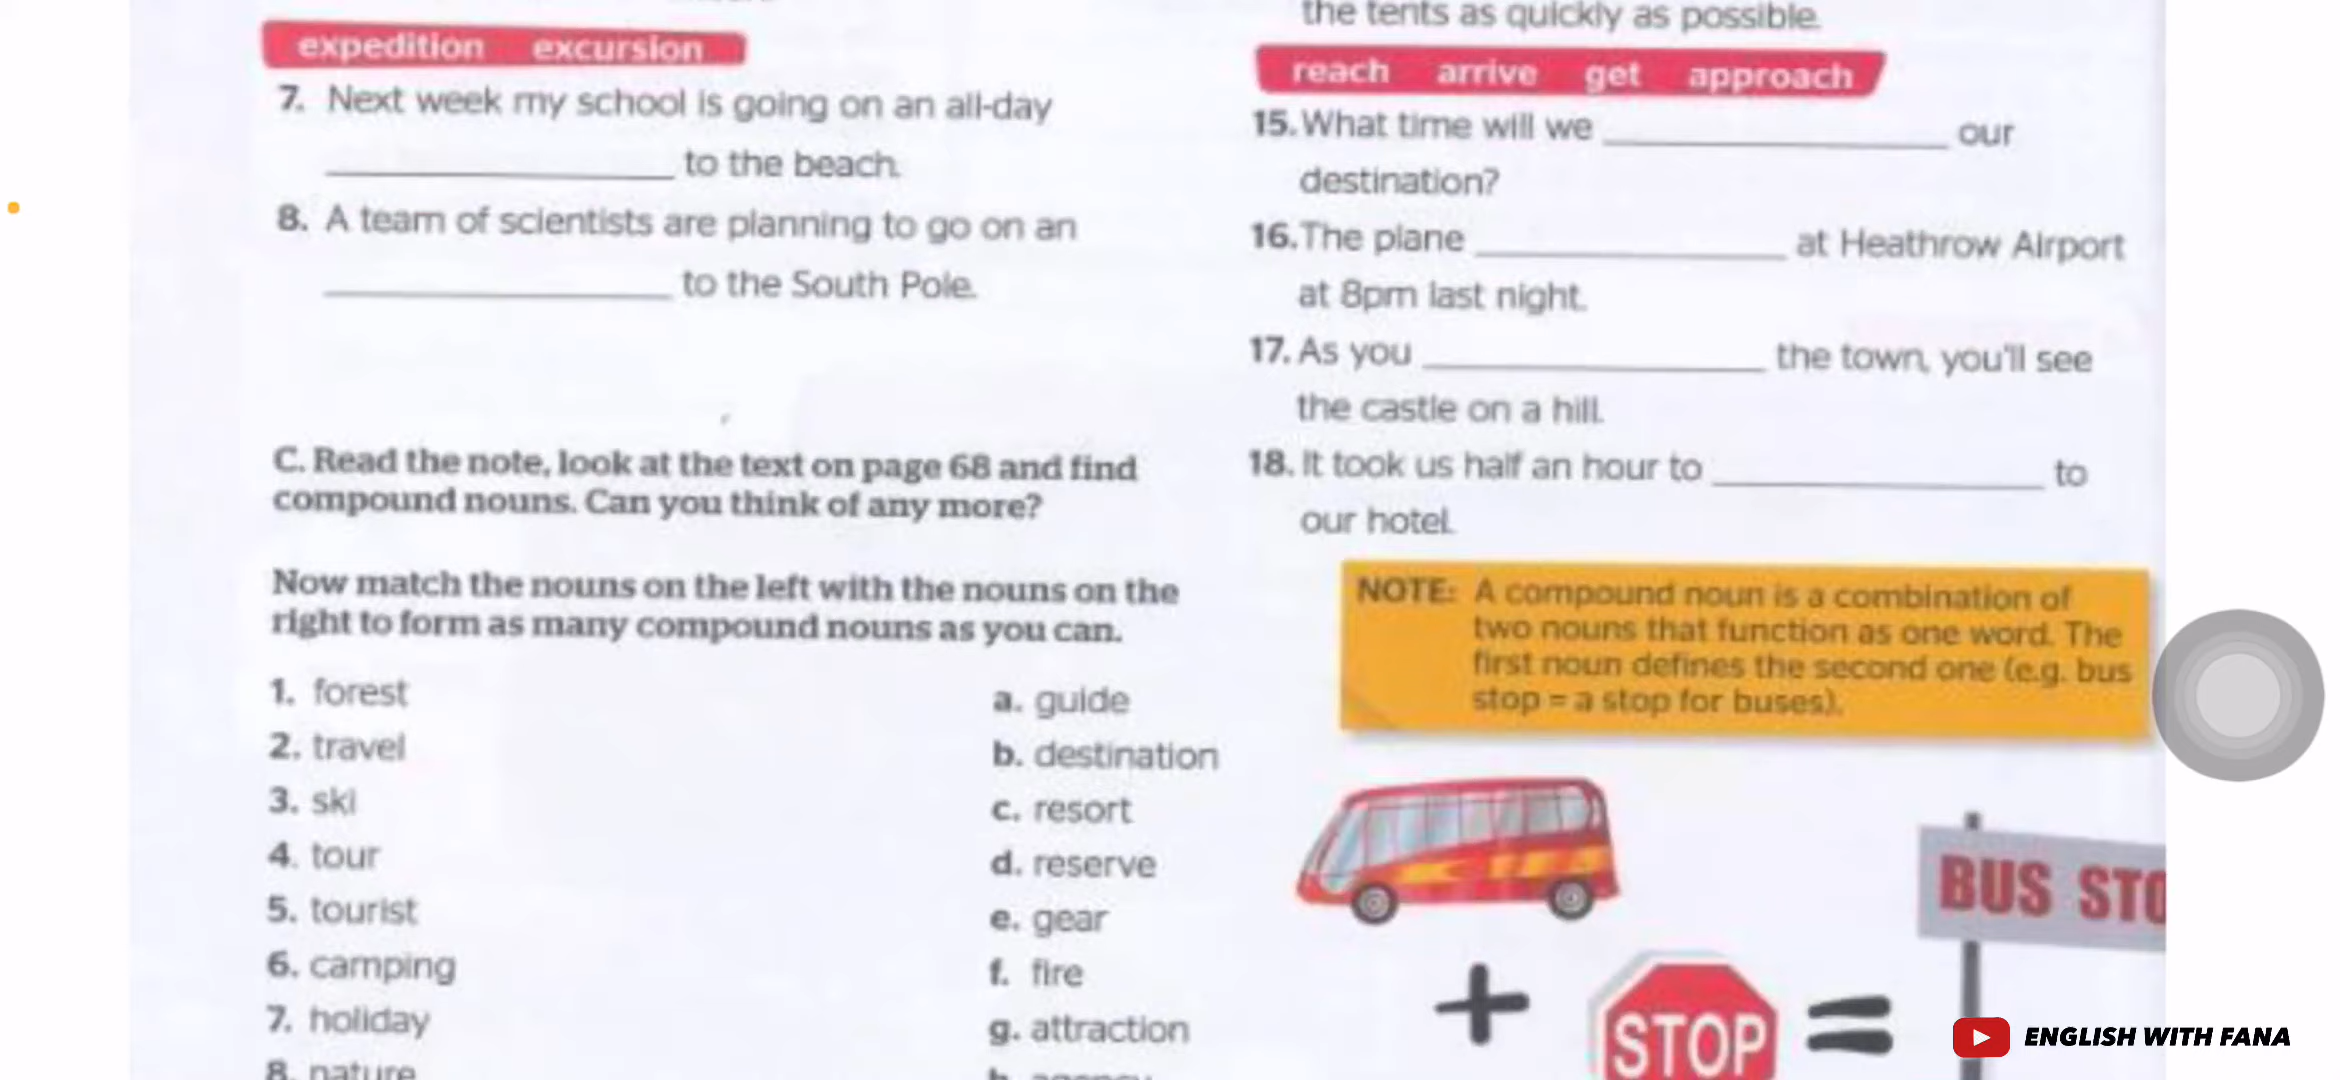 expedition excursion
7. Next week my school is going on an all-day
to the beach.
8. A team of scientists are planning to go on an
to the South Pole.
C. Read the note, look at the text on page 68 and find
compound nouns. Can you think of any more?
Now match the nouns on the left with the nouns on the
right to form as many compound nouns as you can.
1. forest
2. travel
3. ski
4. tour
5. tourist
6. camping
7. holiday
8. nature
a. guide
b. destination
c. resort
d. reserve
e. gear
f. fire
g. attraction
h. agency
the tents as quickly as possible.
reach arrive get approach
15. What time will we our
destination?
16. The plane at Heathrow Airport
at 8pm last night.
17. As you the town, you'll see
the castle on a hill.
18. It took us half an hour to to
our hotel.
NOTE: A compound noun is a combination of
two nouns that function as one word. The
first noun defines the second one (e.g. bus
stop = a stop for buses).
BUS STO
+ STOP =
ENGLISH WITH FANA